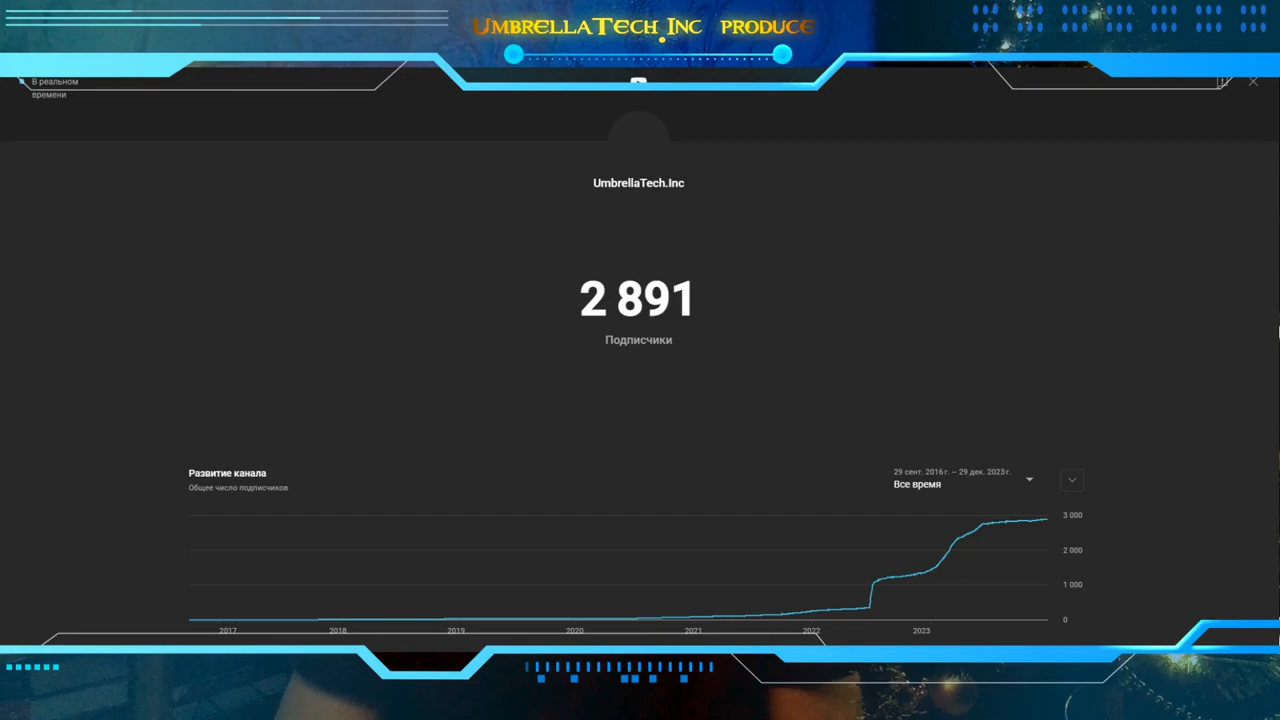 UmbrellaTech.Inc produce
В реальном
времени
UmbrellaTech.Inc
2 891
Подписчики
Развитие канала
Общее число подписчиков
29 сент. 2016 г. – 29 дек. 2023 г.
Все время
3 000
2 000
1 000
0
2017 2018 2019 2020 2021 2022 2023